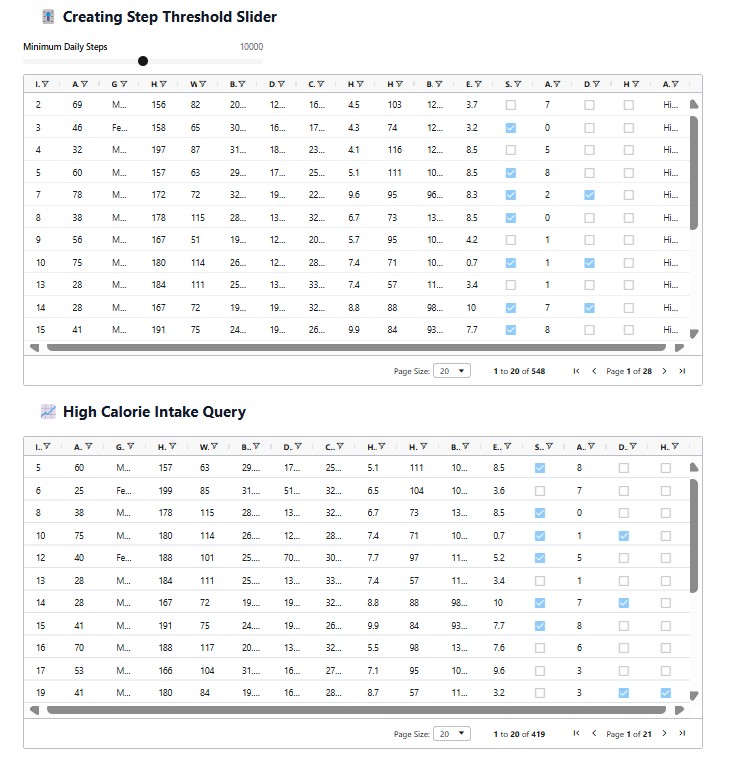 Creating Step Threshold Slider
Minimum Daily Steps 10000
I. A. G H. W B. D. C. H H B. E. S. A. D H A.
2 69 M... 156 82 20... 12... 16... 4.5 103 12... 3.7 7 Hi...
3 46 Fe... 158 65 30... 16... 17... 4.3 74 12... 3.2 0 Hi...
4 32 M... 197 87 31... 18... 23... 4.1 116 12... 8.5 5 Hi...
5 60 M... 157 63 29... 17... 25... 5.1 111 10... 8.5 8 Hi...
7 78 M... 172 72 32... 19... 22... 9.6 95 96... 8.3 2 Hi...
8 38 M... 178 115 28... 13... 32... 6.7 73 13... 8.5 0 Hi...
9 56 M... 167 51 19... 12... 20... 5.7 95 10... 4.2 1 Hi...
10 75 M... 180 114 26... 12... 28... 7.4 71 10... 0.7 1 Hi...
13 28 M... 184 111 25... 13... 33... 7.4 57 11... 3.4 1 Hi...
14 28 M... 167 72 19... 19... 32... 8.8 88 98... 10 7 Hi...
15 41 M... 191 75 24... 19... 26... 9.9 84 93... 7.7 8 Hi...
Page Size: 20 1 to 20 of 548 Page 1 of 28
High Calorie Intake Query
I.. A.. G. H. W. B.. D.. C.. H.. H. B.. E.. S.. A.. D.. H..
5 60 M... 157 63 29.... 17... 25... 5.1 111 10... 8.5 8
6 25 Fe... 199 85 31.... 51... 32... 6.5 104 10... 3.6 7
8 38 M... 178 115 28.... 13... 32... 6.7 73 13... 8.5 0
10 75 M... 180 114 26.... 12... 28... 7.4 71 10... 0.7 1
12 40 Fe... 188 101 25.... 70... 30... 7.7 97 11... 5.2 5
13 28 M... 184 111 25.... 13... 33... 7.4 57 11... 3.4 1
14 28 M... 167 72 19.... 19... 32... 8.8 88 98... 10 7
15 41 M... 191 75 24.... 19... 26... 9.9 84 93... 7.7 8
16 70 M... 188 117 20.... 13... 32... 5.5 98 13... 7.6 6
17 53 M... 166 104 31.... 16... 27... 7.1 95 10... 9.6 3
19 41 M... 180 84 19.... 16... 28... 8.7 57 11... 3.2 3
Page Size: 20 1 to 20 of 419 Page 1 of 21